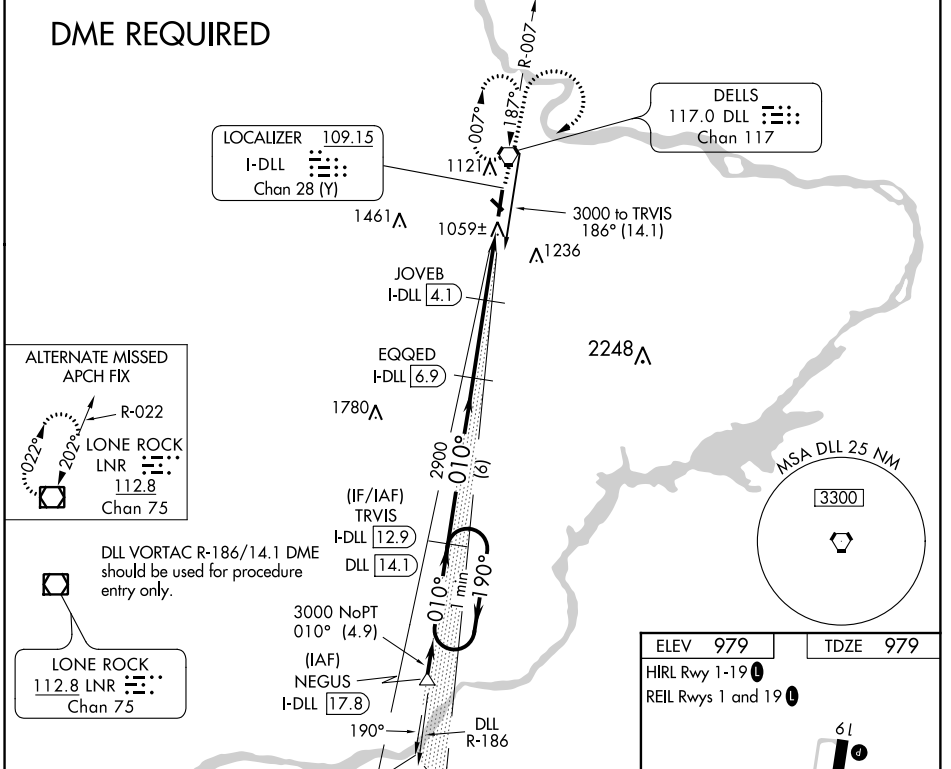 DME REQUIRED
R-007
007°
187°
DELLS
117.0 DLL
Chan 117
LOCALIZER 109.15
I-DLL
Chan 28 (Y)
1121
1461
1059±
3000 to TRVIS
186° (14.1)
1236
JOVEB
I-DLL 4.1
EQQED
I-DLL 6.9
2248
1780
ALTERNATE MISSED
APCH FIX
R-022
022°
202°
LONE ROCK
LNR
112.8
Chan 75
2900
010°
(6)
MSA DLL 25 NM
3300
(IF/IAF)
TRVIS
I-DLL 12.9
DLL 14.1
DLL VORTAC R-186/14.1 DME
should be used for procedure
entry only.
010°
1 min
190°
3000 NoPT
010° (4.9)
(IAF)
NEGUS
I-DLL 17.8
LONE ROCK
112.8 LNR
Chan 75
190°
DLL
R-186
ELEV 979
TDZE 979
HIRL Rwy 1-19 L
REIL Rwys 1 and 19 L
19
P